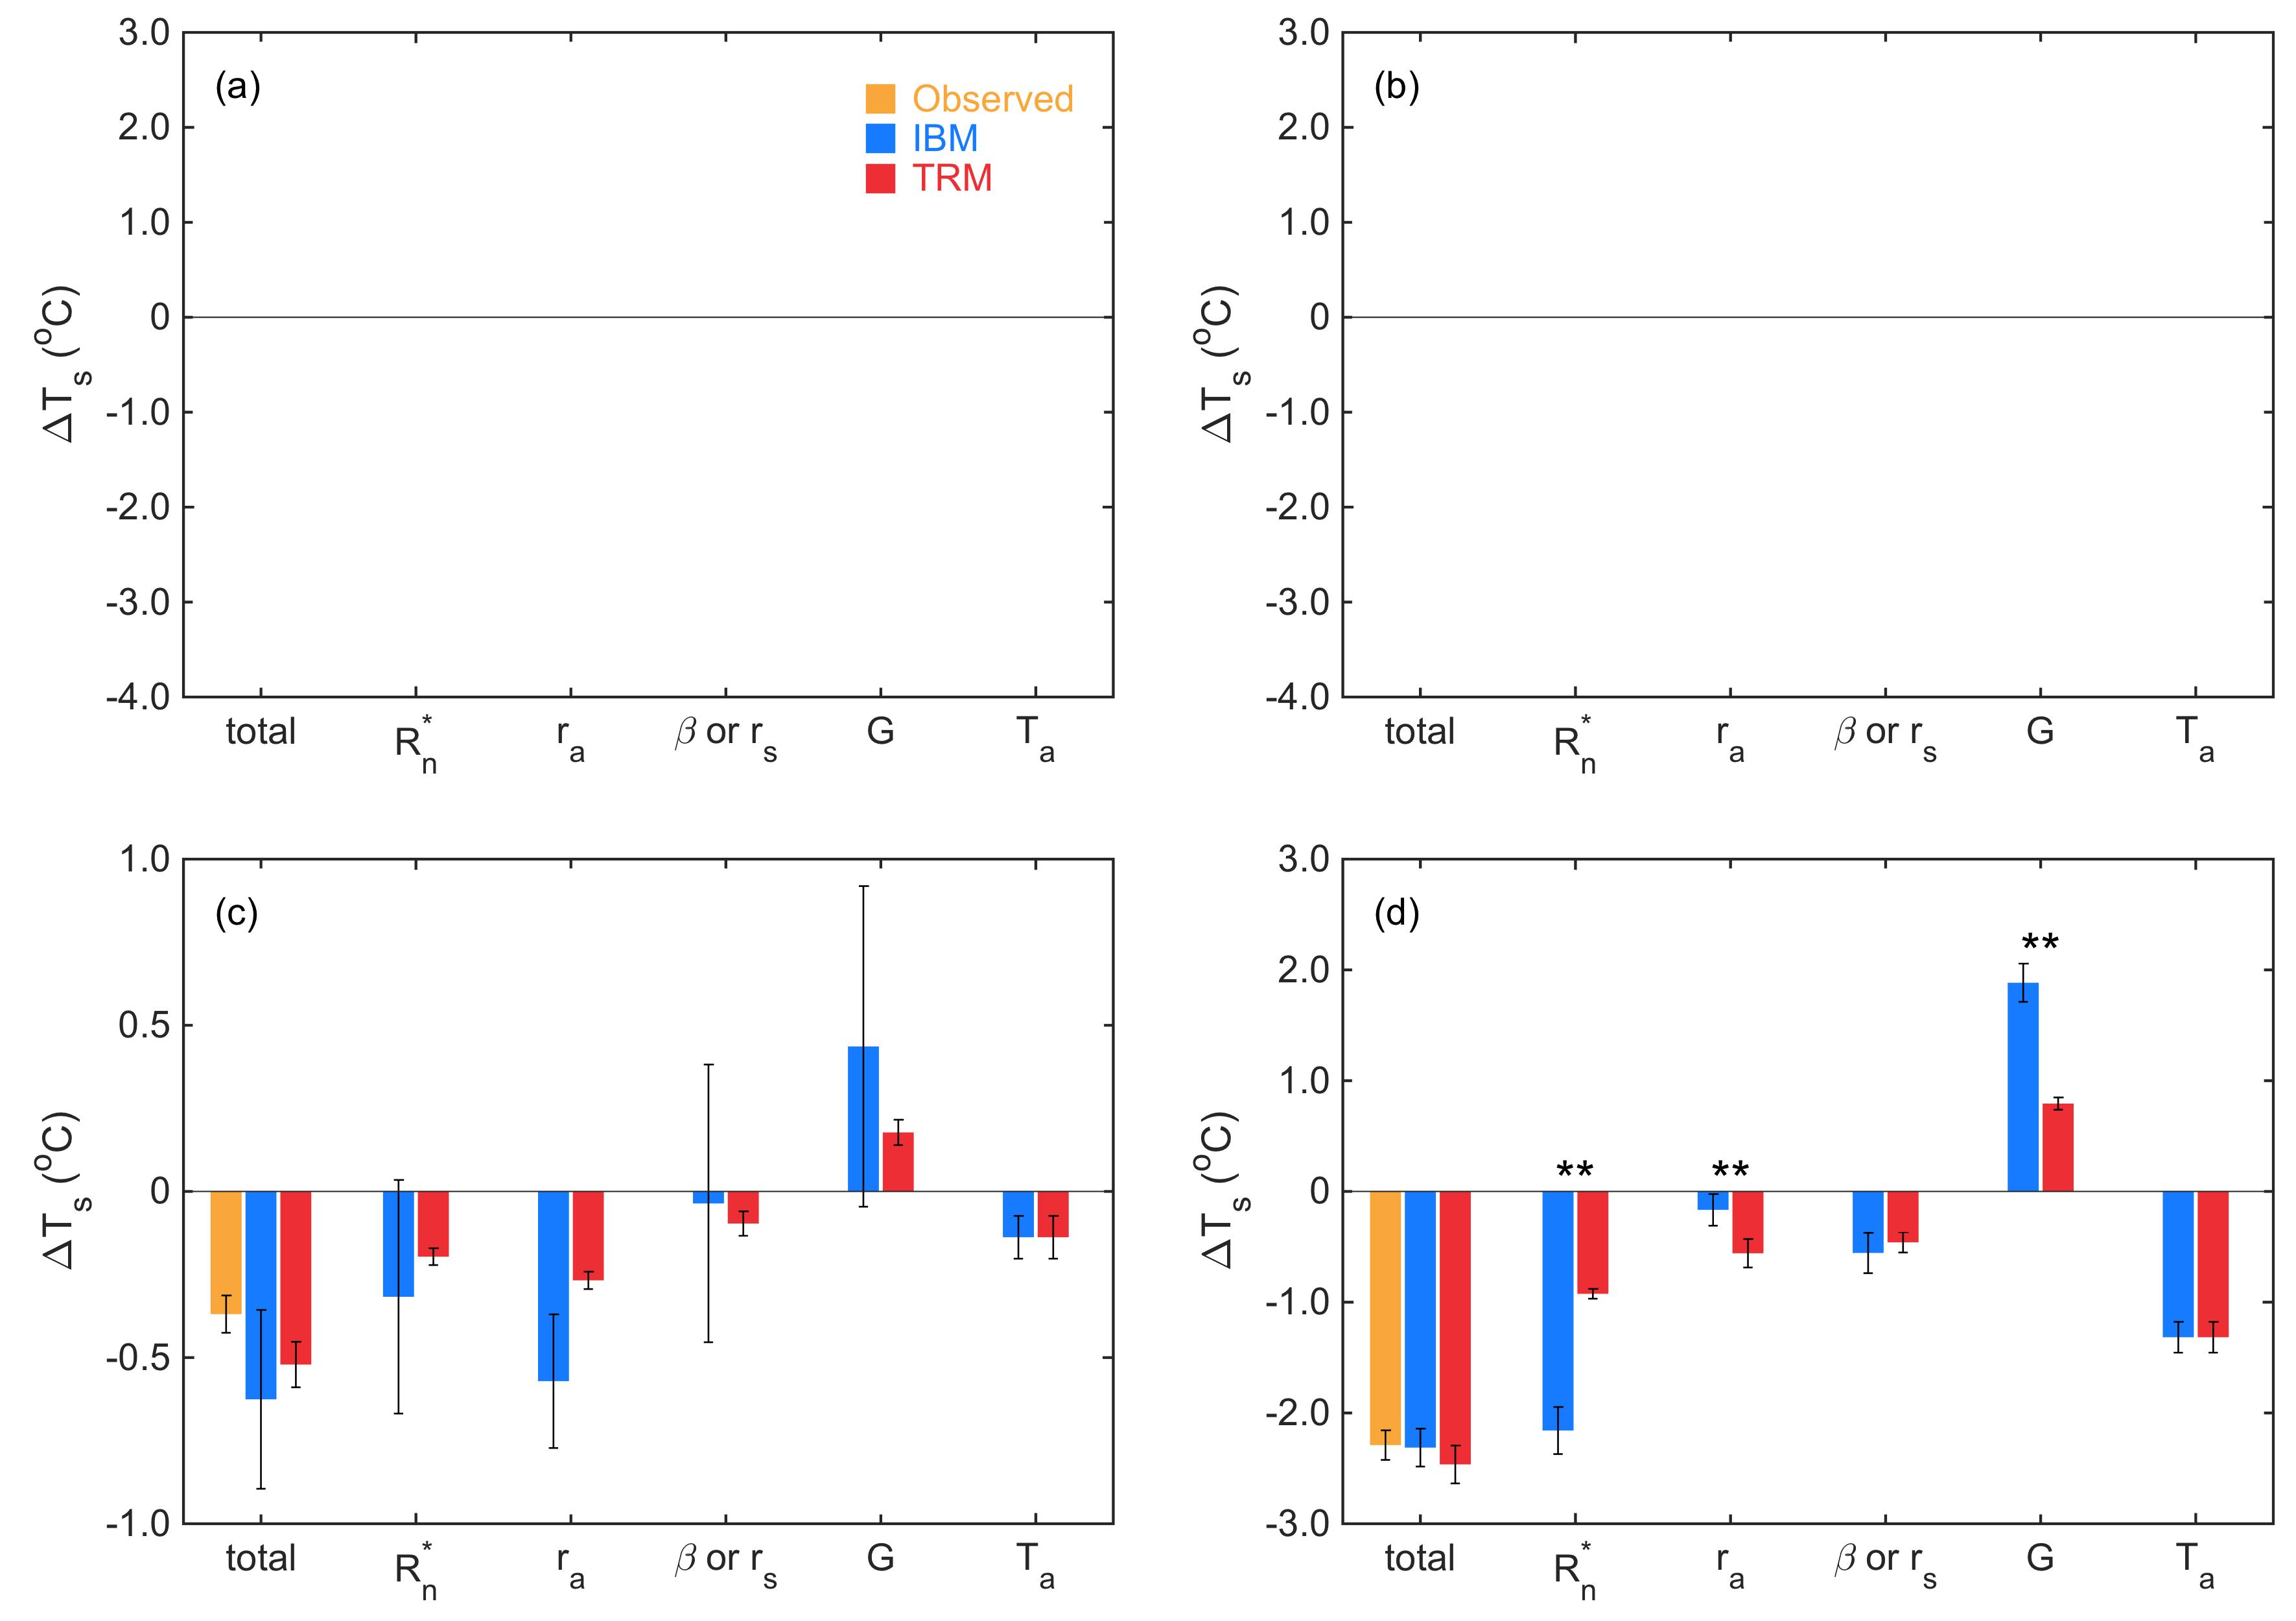 (a)
Observed
IBM
TRM
3.0
2.0
1.0
0
-1.0
-2.0
-3.0
-4.0
ΔTs (oC)
total Rn* ra β or rs G Ta
(b)
3.0
2.0
1.0
0
-1.0
-2.0
-3.0
-4.0
ΔTs (oC)
total Rn* ra β or rs G Ta
(c)
1.0
0.5
0
-0.5
-1.0
ΔTs (oC)
total Rn* ra β or rs G Ta
(d)
**
** **
3.0
2.0
1.0
0
-1.0
-2.0
-3.0
ΔTs (oC)
total Rn* ra β or rs G Ta